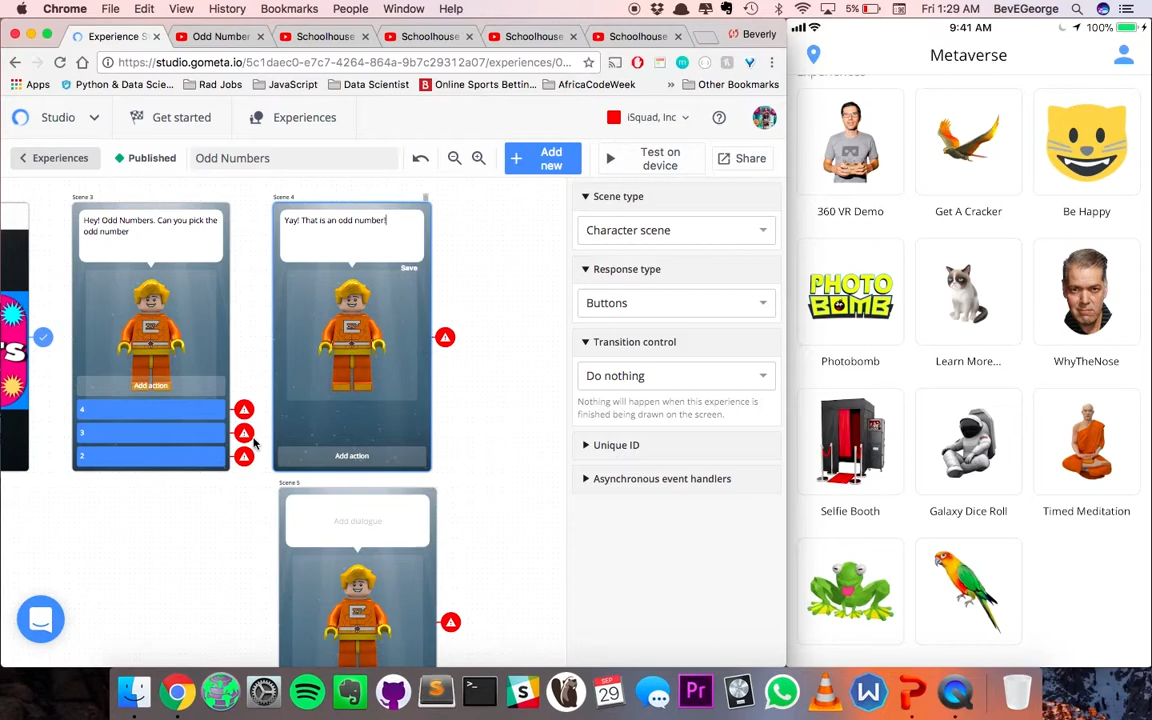 Chrome File Edit View History Bookmarks People Window Help 5% Fri 1:29 AM BevEGeorge
Experience S Odd Number Schoolhouse Schoolhouse Schoolhouse Schoolhouse Beverly
https://studio.gometa.io/5c1daec0-e7c7-4264-864a-9b7c29312a07/experiences/0...
Apps Python & Data Scie... Rad Jobs JavaScript Data Scientist Online Sports Bettin... AfricaCodeWeek » Other Bookmarks
Studio Get started Experiences iSquad, Inc
Experiences Published Odd Numbers Add new Test on device Share
Scene 3
Hey! Odd Numbers. Can you pick the
odd number
Add action
4
3
2
Scene 4
Yay! That is an odd number!
Save
Add action
Scene 5
Add dialogue
Scene type
Character scene
Response type
Buttons
Transition control
Do nothing
Nothing will happen when this experience is
finished being drawn on the screen.
Unique ID
Asynchronous event handlers
9:41 AM 100%
Metaverse
Experiences
360 VR Demo Get A Cracker Be Happy
PHOTO
BOMB
Photobomb Learn More... WhyTheNose
Selfie Booth Galaxy Dice Roll Timed Meditation
SEP
29
Pr